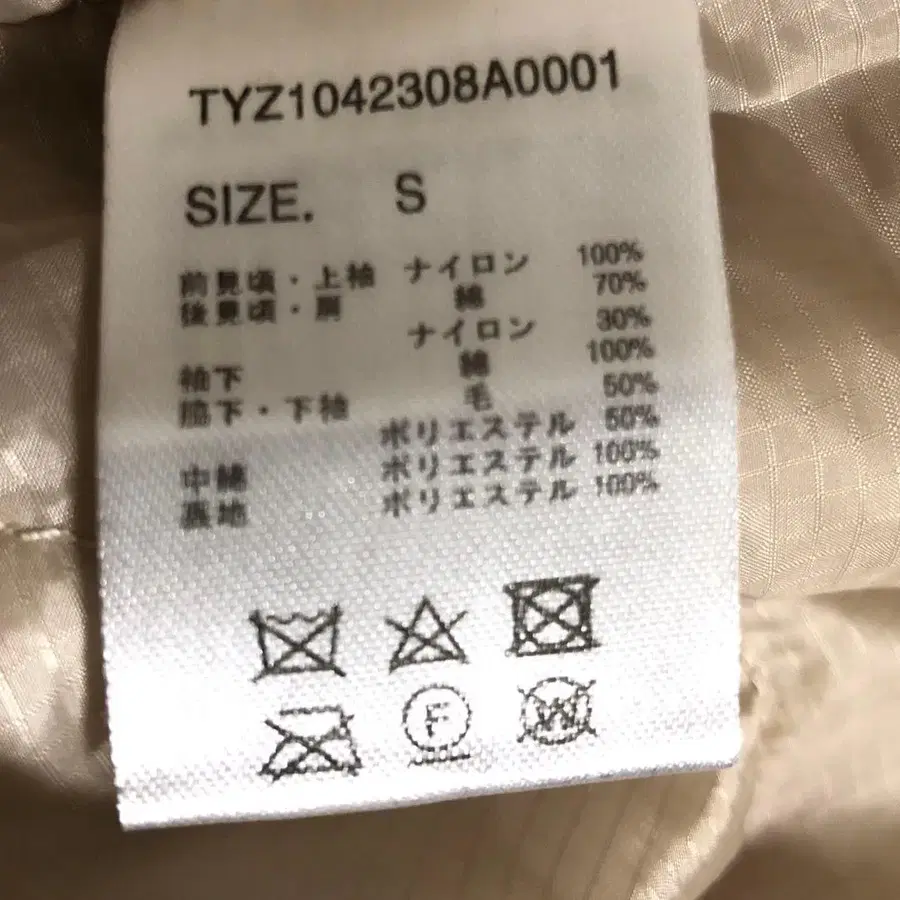 TYZ1042308A0001
SIZE. S
前見頃・上袖 ナイロン 100%
後見頃・肩 綿 70%
ナイロン 30%
袖下 綿 100%
脇下・下袖 毛 50%
ポリエステル 50%
中綿 ポリエステル 100%
裏地 ポリエステル 100%
F
W